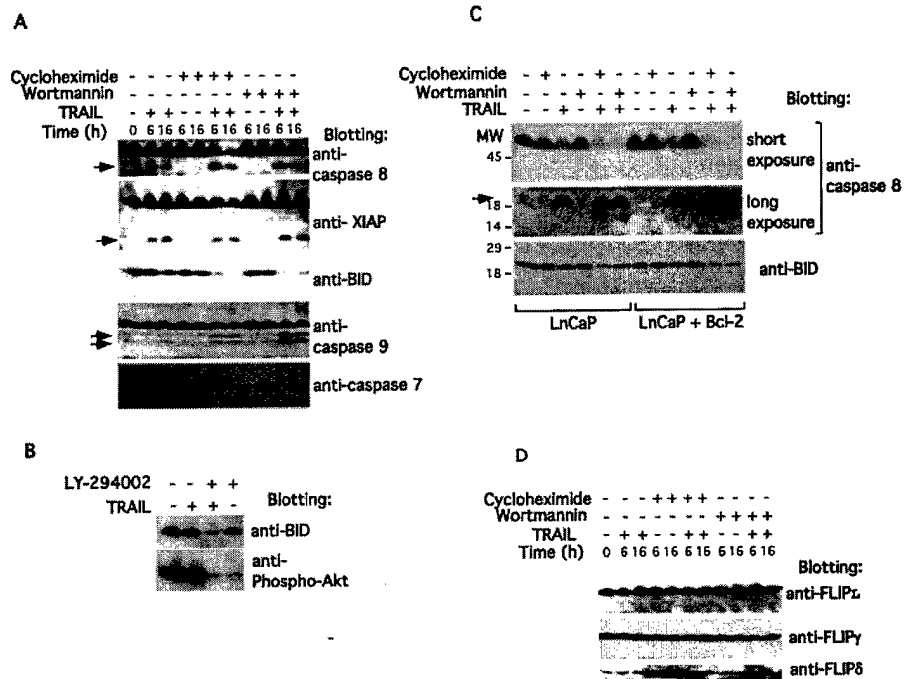 A
Cycloheximide - - - + + + + - - - -
Wortmannin - - - - - - - + + + +
TRAIL - + + - - + + - - + +
Time (h) 0 6 16 6 16 6 16 6 16 6 16
Blotting:
anti-
caspase 8
anti- XIAP
anti-BID
anti-
caspase 9
anti-caspase 7
C
Cycloheximide - + - - + - - + - - + -
Wortmannin - - - + - + - - - + - +
TRAIL - - + - + + - - + - + +
Blotting:
MW
45 -
18 -
14 -
29 -
18 -
short
exposure
long
exposure
anti-
caspase 8
anti-BID
LnCaP
LnCaP + Bcl-2
B
LY-294002 - - + +
TRAIL - + + -
Blotting:
anti-BID
anti-
Phospho-Akt
D
Cycloheximide - - - + + + + - - - -
Wortmannin - - - - - - - + + + +
TRAIL - + + - - + + - - + +
Time (h) 0 6 16 6 16 6 16 6 16 6 16
Blotting:
anti-FLIPγ
anti-FLIPδ